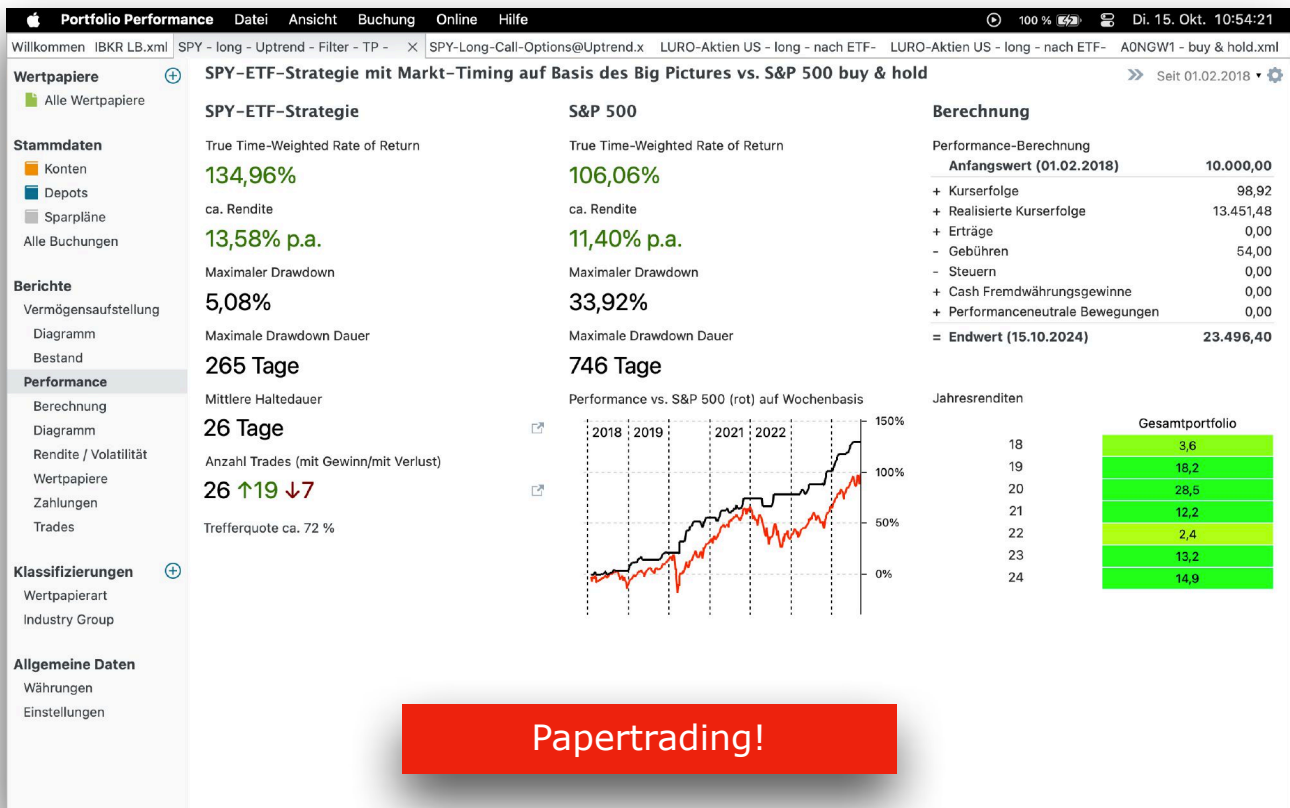 Portfolio Performance Datei Ansicht Buchung Online Hilfe 100 % Di. 15. Okt. 10:54:21
Willkommen IBKR LB.xml SPY - long - Uptrend - Filter - TP - SPY-Long-Call-Options@Uptrend.x LURO-Aktien US - long - nach ETF- LURO-Aktien US - long - nach ETF- A0NGW1 - buy & hold.xml
Wertpapiere
Alle Wertpapiere
Stammdaten
Konten
Depots
Sparpläne
Alle Buchungen
Berichte
Vermögensaufstellung
Diagramm
Bestand
Performance
Berechnung
Diagramm
Rendite / Volatilität
Wertpapiere
Zahlungen
Trades
Klassifizierungen
Wertpapierart
Industry Group
Allgemeine Daten
Währungen
Einstellungen
SPY-ETF-Strategie mit Markt-Timing auf Basis des Big Pictures vs. S&P 500 buy & hold
Seit 01.02.2018
SPY-ETF-Strategie
True Time-Weighted Rate of Return
134,96%
ca. Rendite
13,58% p.a.
Maximaler Drawdown
5,08%
Maximale Drawdown Dauer
265 Tage
Mittlere Haltedauer
26 Tage
Anzahl Trades (mit Gewinn/mit Verlust)
26 ↑19 ↓7
Trefferquote ca. 72 %
S&P 500
True Time-Weighted Rate of Return
106,06%
ca. Rendite
11,40% p.a.
Maximaler Drawdown
33,92%
Maximale Drawdown Dauer
746 Tage
Performance vs. S&P 500 (rot) auf Wochenbasis
2018 2019 2021 2022
150%
100%
50%
0%
Berechnung
Performance-Berechnung
Anfangswert (01.02.2018) 10.000,00
+ Kurserfolge 98,92
+ Realisierte Kurserfolge 13.451,48
+ Erträge 0,00
- Gebühren 54,00
- Steuern 0,00
+ Cash Fremdwährungsgewinne 0,00
+ Performanceneutrale Bewegungen 0,00
= Endwert (15.10.2024) 23.496,40
Jahresrenditen
Gesamtportfolio
18 3,6
19 18,2
20 28,5
21 12,2
22 2,4
23 13,2
24 14,9
Papertrading!